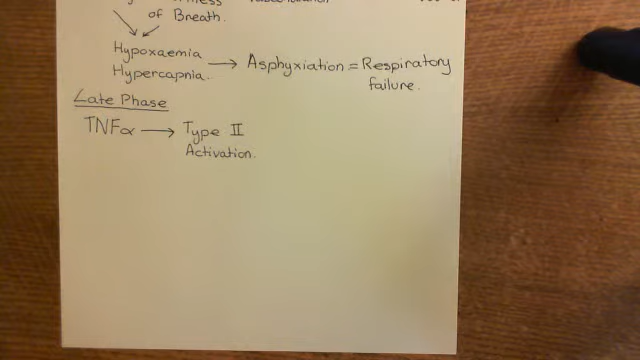 of Breath.
Hypoxaemia → Asphyxiation = Respiratory
Hypercapnia. failure.
Late Phase
TNFα → Type II
Activation.